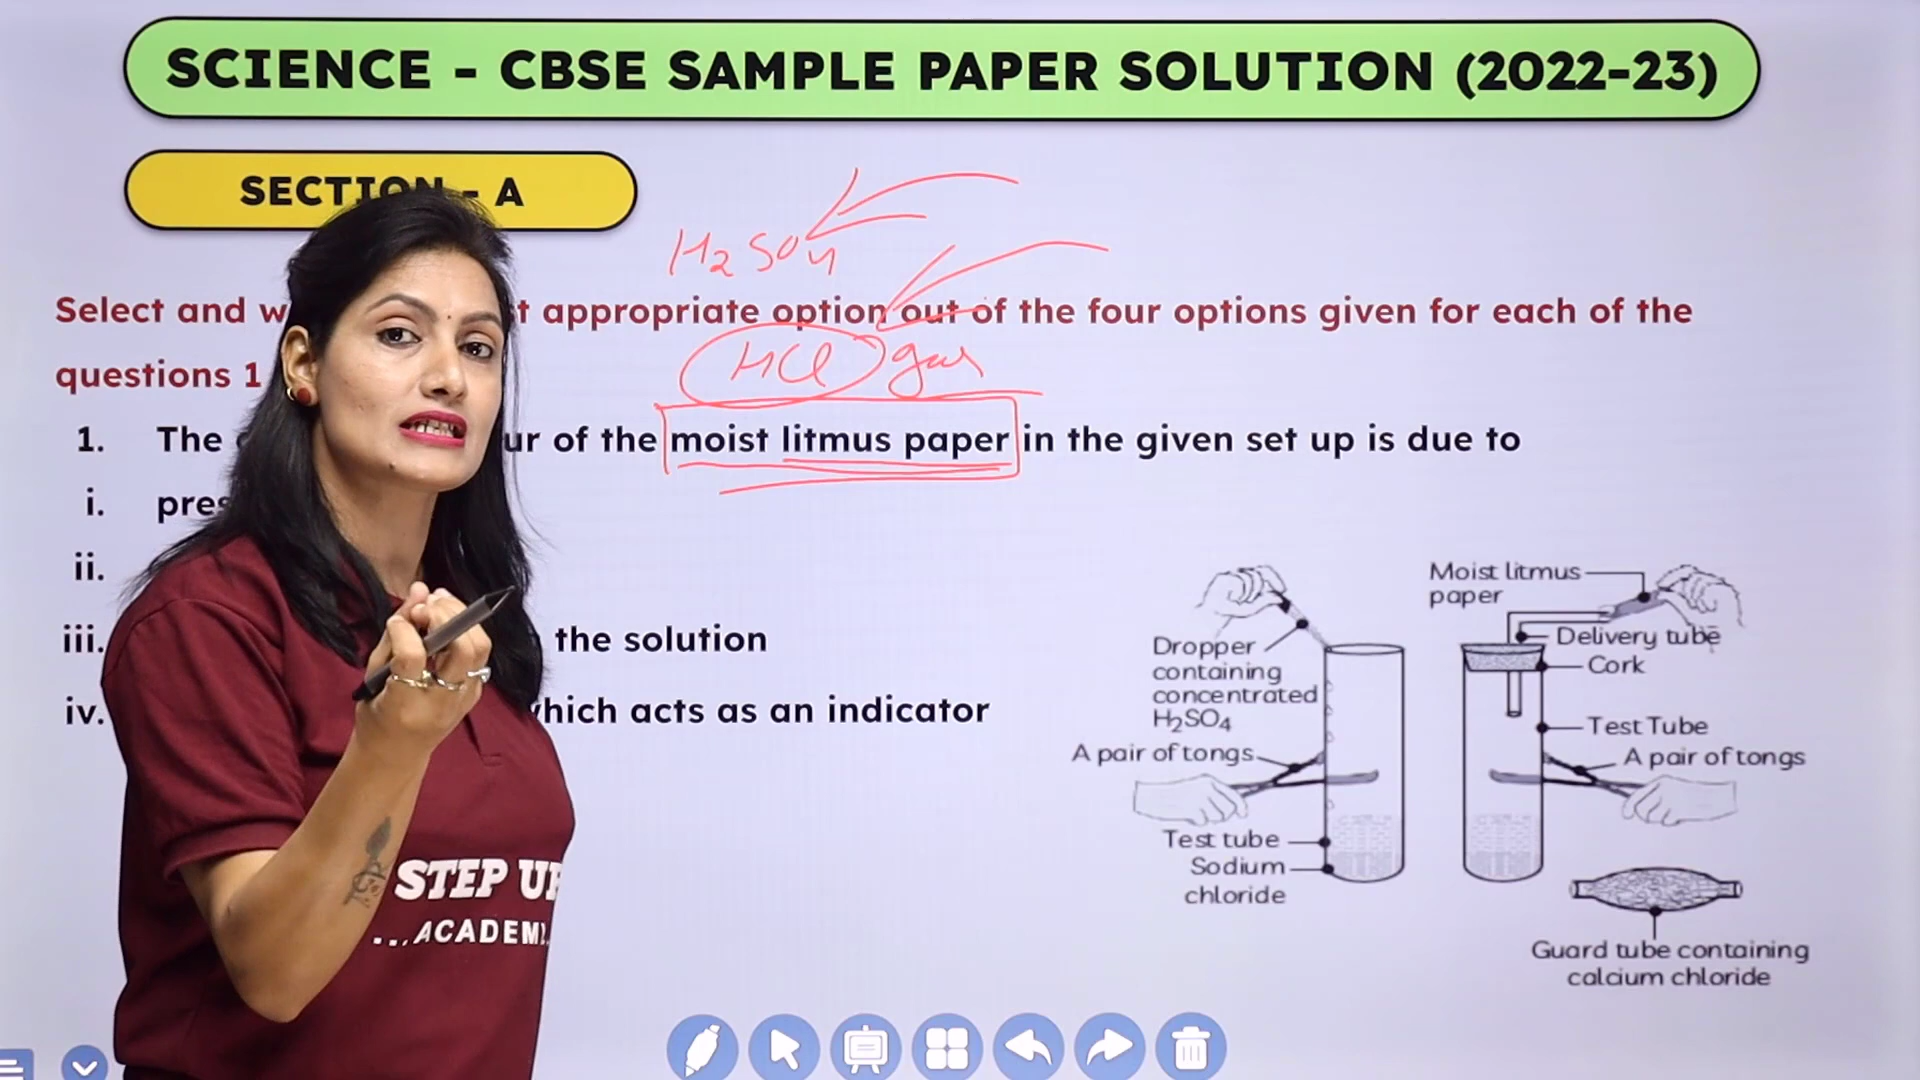 SCIENCE - CBSE SAMPLE PAPER SOLUTION (2022-23)
SECTION - A
H2SO4
Select and appropriate option out of the four options given for each of the
HCl gas
questions 1
1. The of the moist litmus paper in the given set up is due to
i.
ii.
iii. the solution
iv. which acts as an indicator
Moist litmus
paper
Dropper
containing
concentrated
H₂SO4
Delivery tube
Cork
Test Tube
A pair of tongs
A pair of tongs
Test tube
Sodium
chloride
Guard tube containing
calcium chloride
STEP UP
...ACADEM